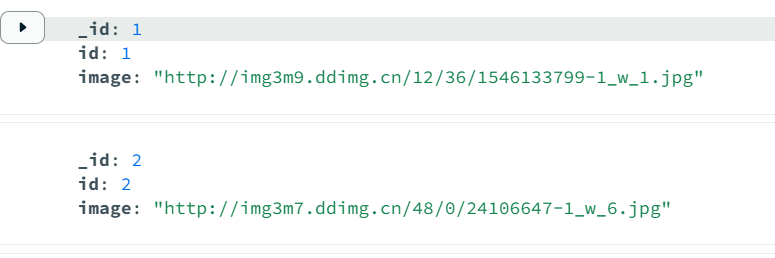 _id: 1
id: 1
image: "http://img3m9.ddimg.cn/12/36/1546133799-1_w_1.jpg"
_id: 2
id: 2
image: "http://img3m7.ddimg.cn/48/0/24106647-1_w_6.jpg"